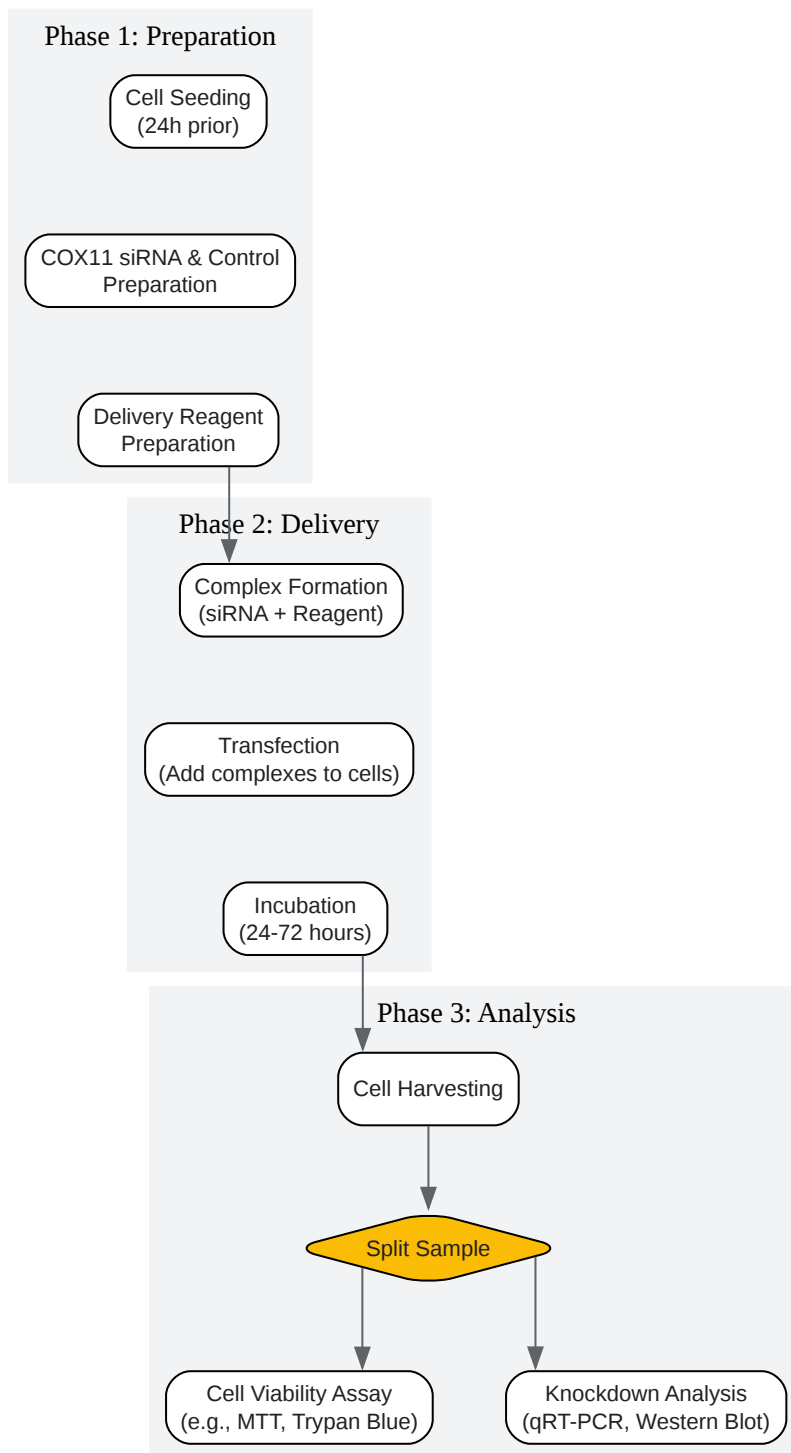 Phase 1: Preparation
Cell Seeding
(24h prior)
COX11 siRNA & Control
Preparation
Delivery Reagent
Preparation
Phase 2: Delivery
Complex Formation
(siRNA + Reagent)
Transfection
(Add complexes to cells)
Incubation
(24-72 hours)
Phase 3: Analysis
Cell Harvesting
Split Sample
Cell Viability Assay
(e.g., MTT, Trypan Blue)
Knockdown Analysis
(qRT-PCR, Western Blot)